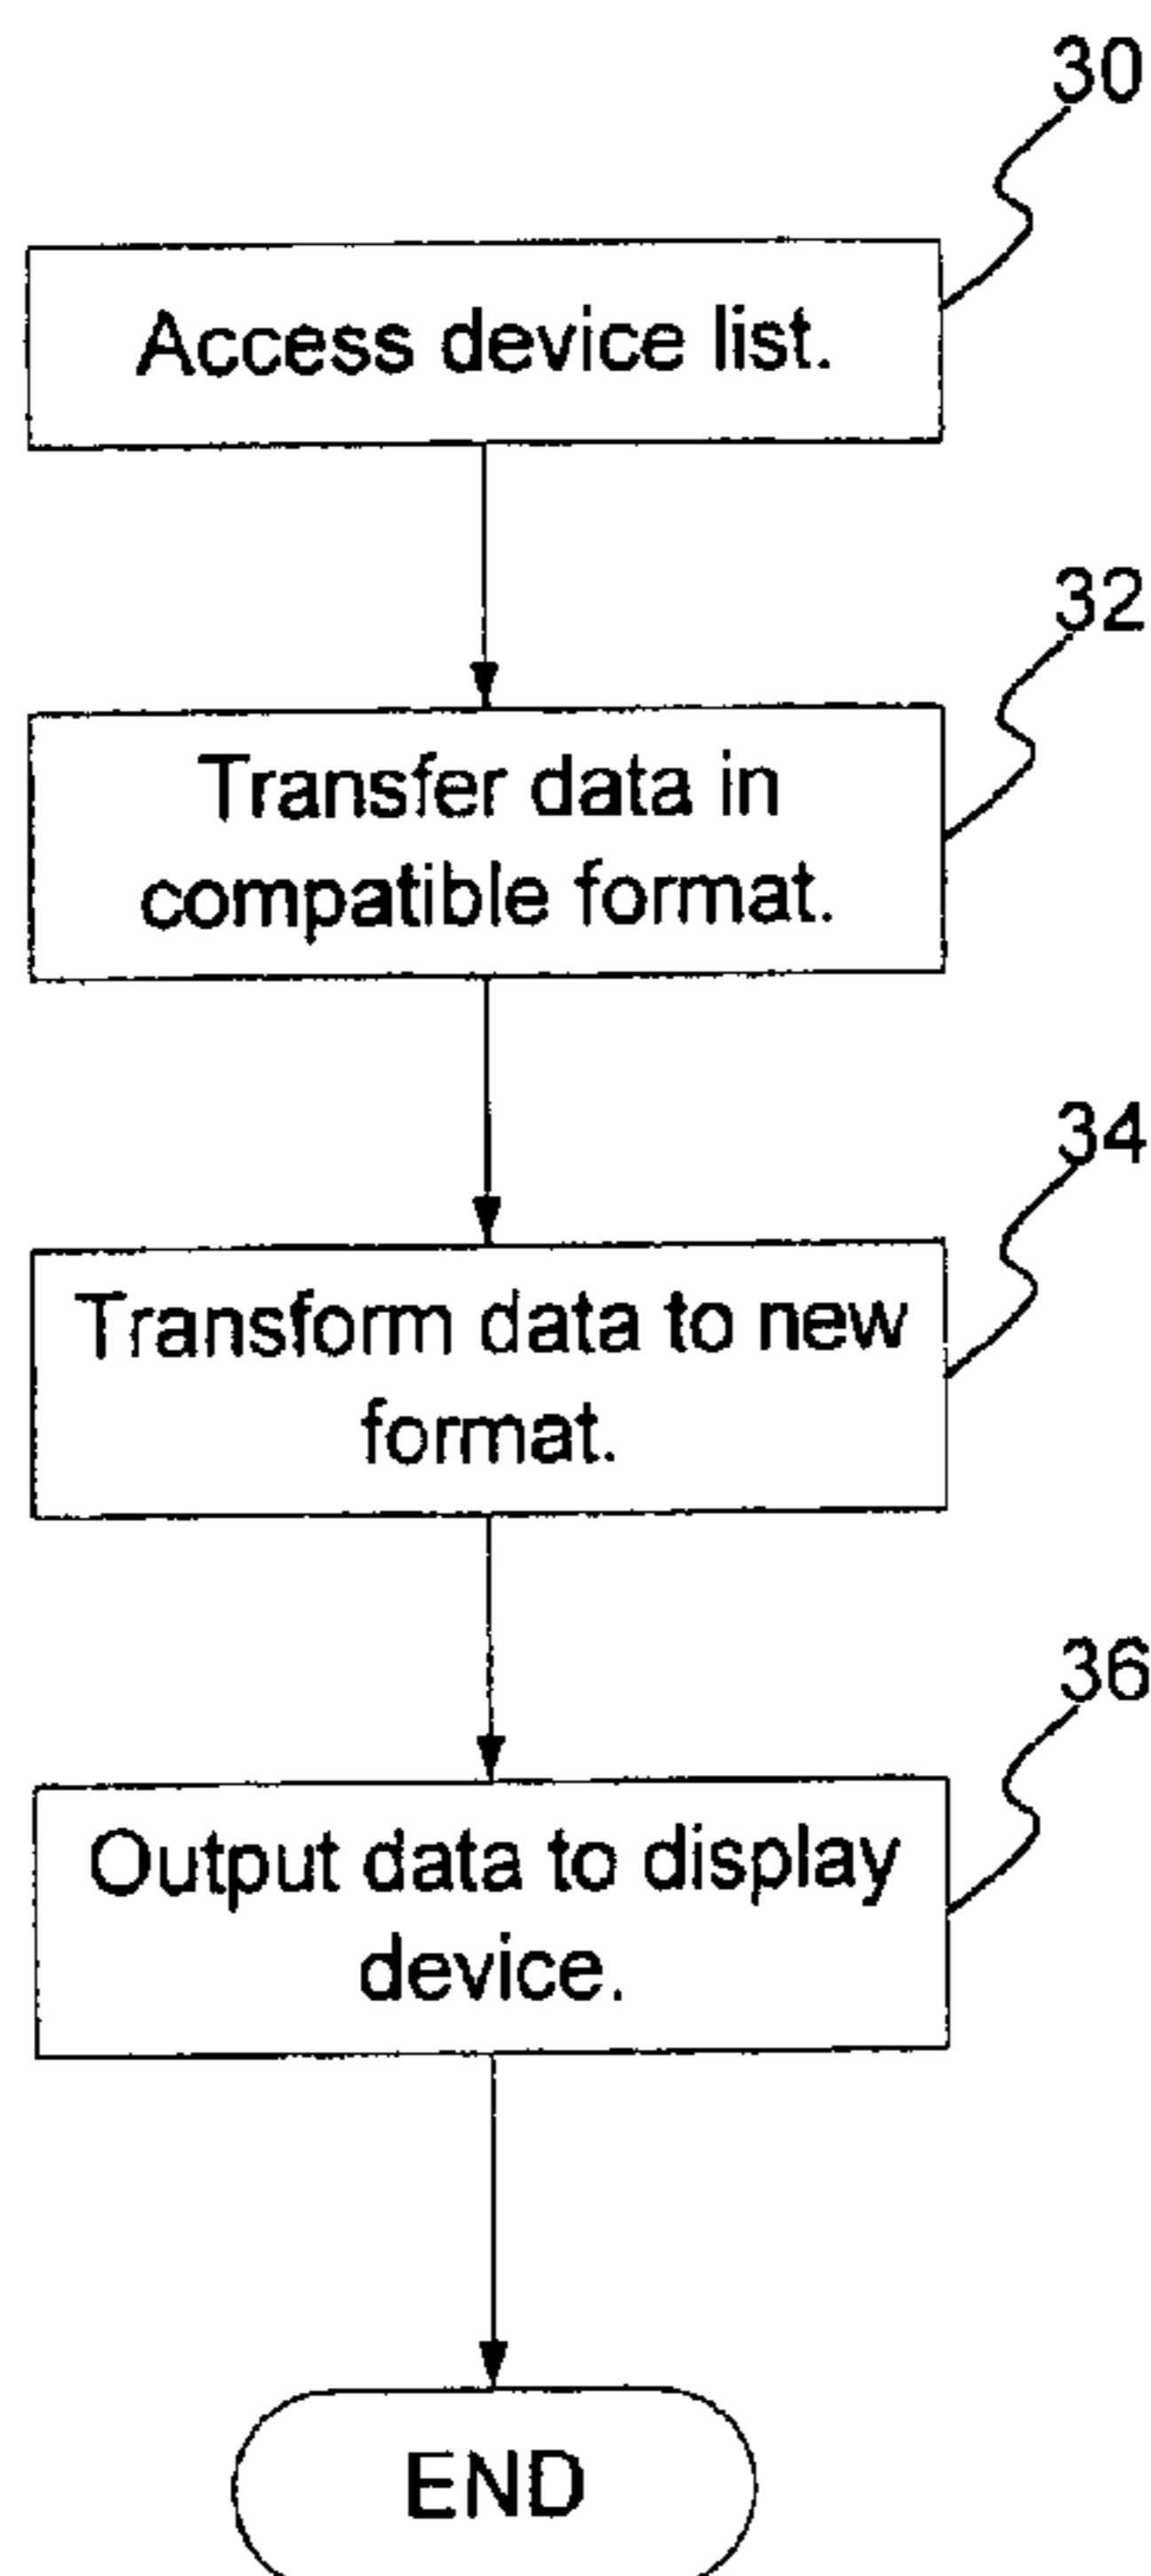 30
Access device list.
32
Transfer data in
compatible format.
34
Transform data to new
format.
36
Output data to display
device.
END